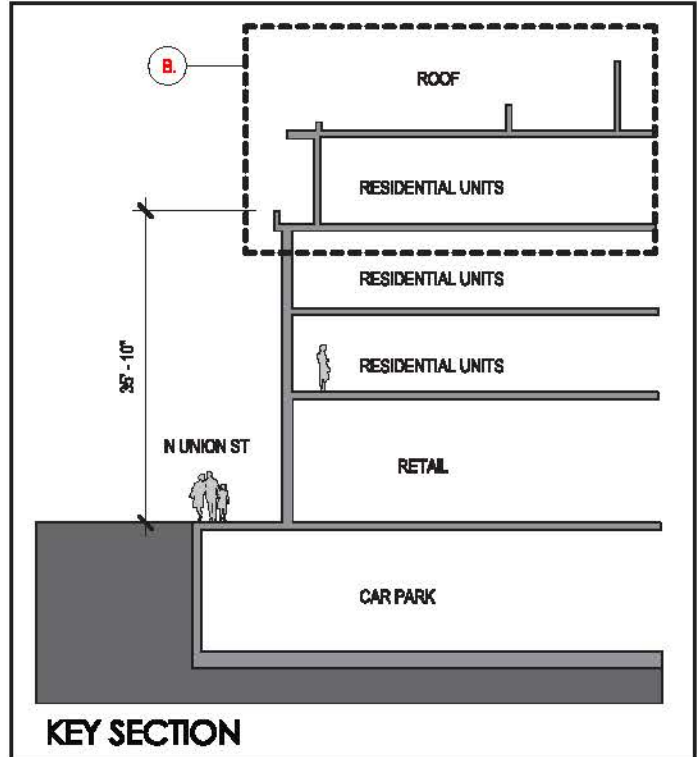 B.
ROOF
RESIDENTIAL UNITS
RESIDENTIAL UNITS
35' - 10"
RESIDENTIAL UNITS
N UNION ST
RETAIL
CAR PARK
KEY SECTION